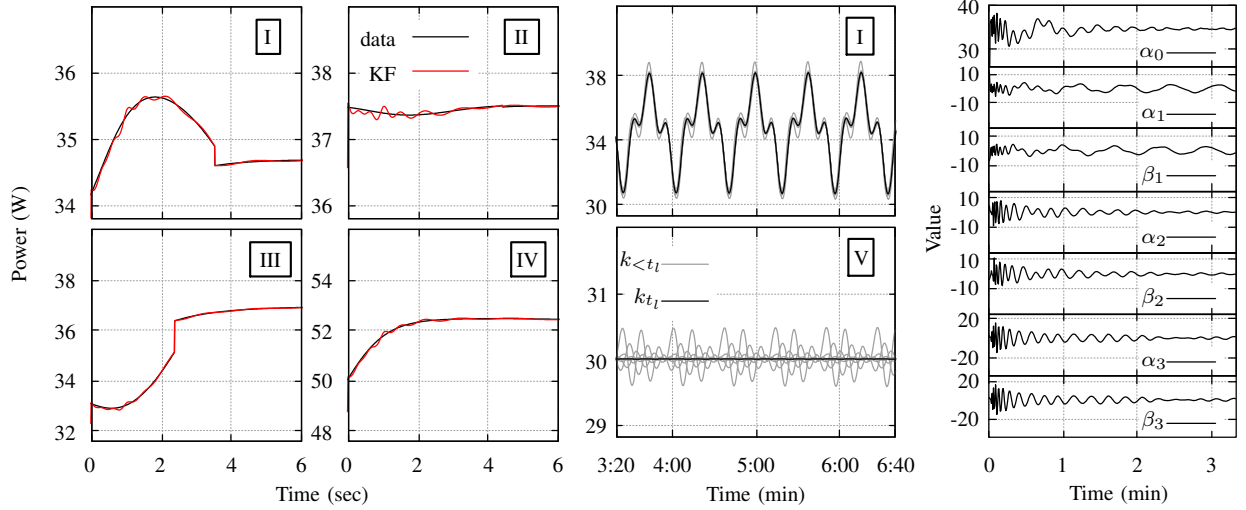 Power (W)
36
35
34
I
38
37
36
data
KF
II
38
36
34
32
III
0
2
4
6
54
52
50
48
IV
0
2
4
6
Time (sec)
38
34
30
I
31
30
29
k<tl
ktl
V
3:20
4:00
5:00
6:00
6:40
Time (min)
Value
40
30
α0
10
-10
α1
10
-10
β1
10
-10
α2
10
-10
β2
20
-20
α3
20
-20
β3
0
1
2
3
Time (min)